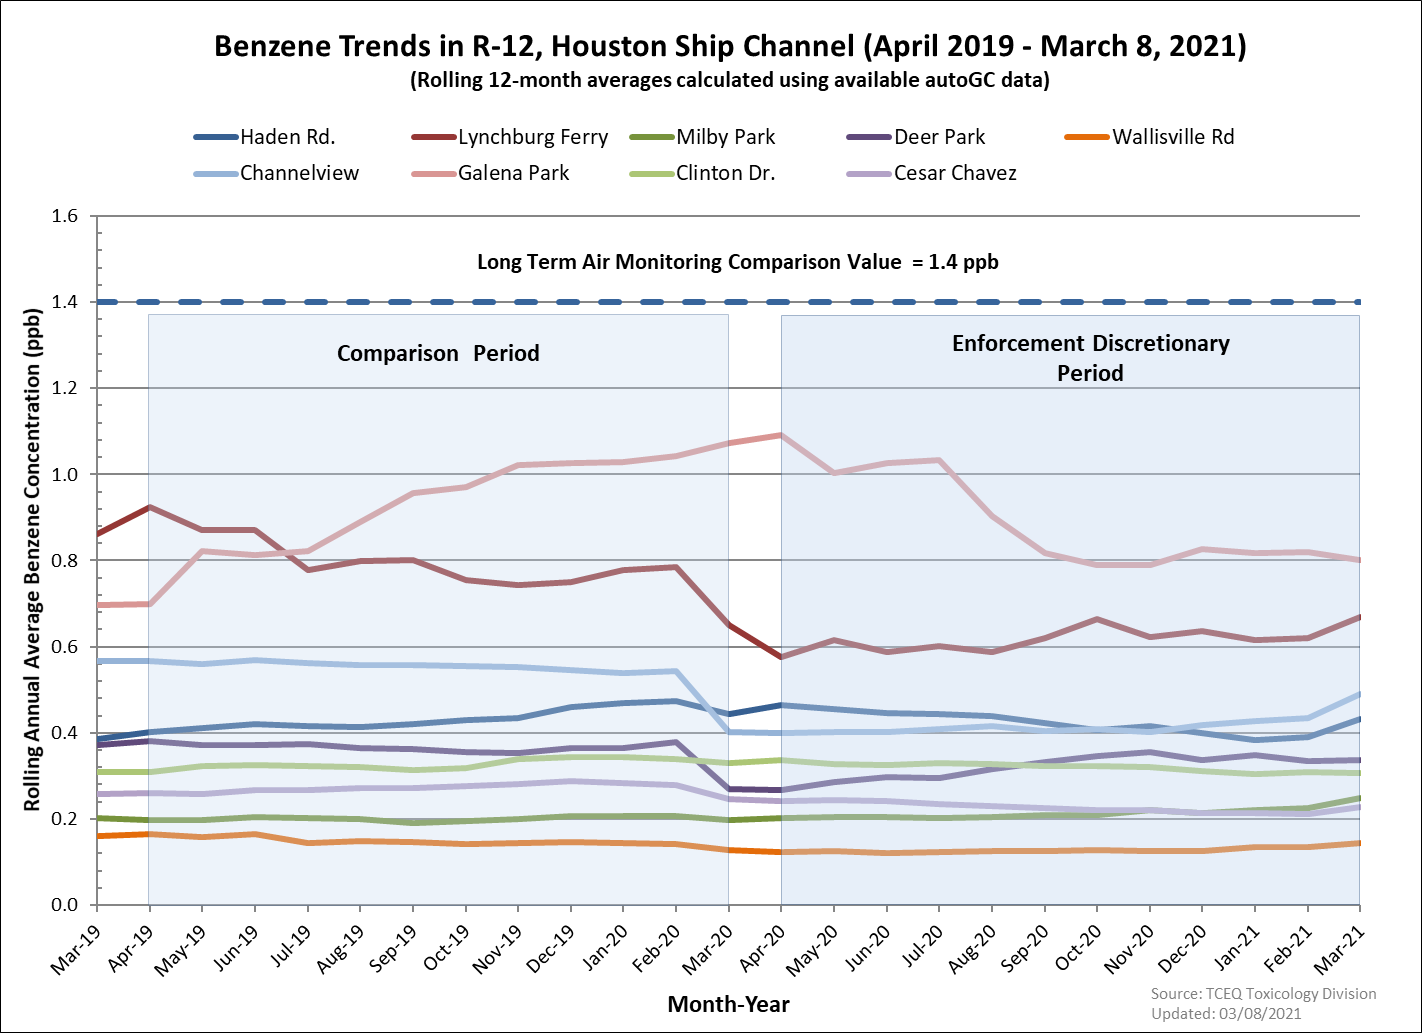 Benzene Trends in R-12, Houston Ship Channel (April 2019 - March 8, 2021)
(Rolling 12-month averages calculated using available autoGC data)
Haden Rd. Lynchburg Ferry Milby Park Deer Park Wallisville Rd
Channelview Galena Park Clinton Dr. Cesar Chavez
Rolling Annual Average Benzene Concentration (ppb)
1.6
Long Term Air Monitoring Comparison Value = 1.4 ppb
1.4
Comparison Period
Enforcement Discretionary
Period
1.2
1.0
0.8
0.6
0.4
0.2
0.0
Mar-19 Apr-19 May-19 Jun-19 Jul-19 Aug-19 Sep-19 Oct-19 Nov-19 Dec-19 Jan-20 Feb-20 Mar-20 Apr-20 May-20 Jun-20 Jul-20 Aug-20 Sep-20 Oct-20 Nov-20 Dec-20 Jan-21 Feb-21 Mar-21
Month-Year
Source: TCEQ Toxicology Division
Updated: 03/08/2021